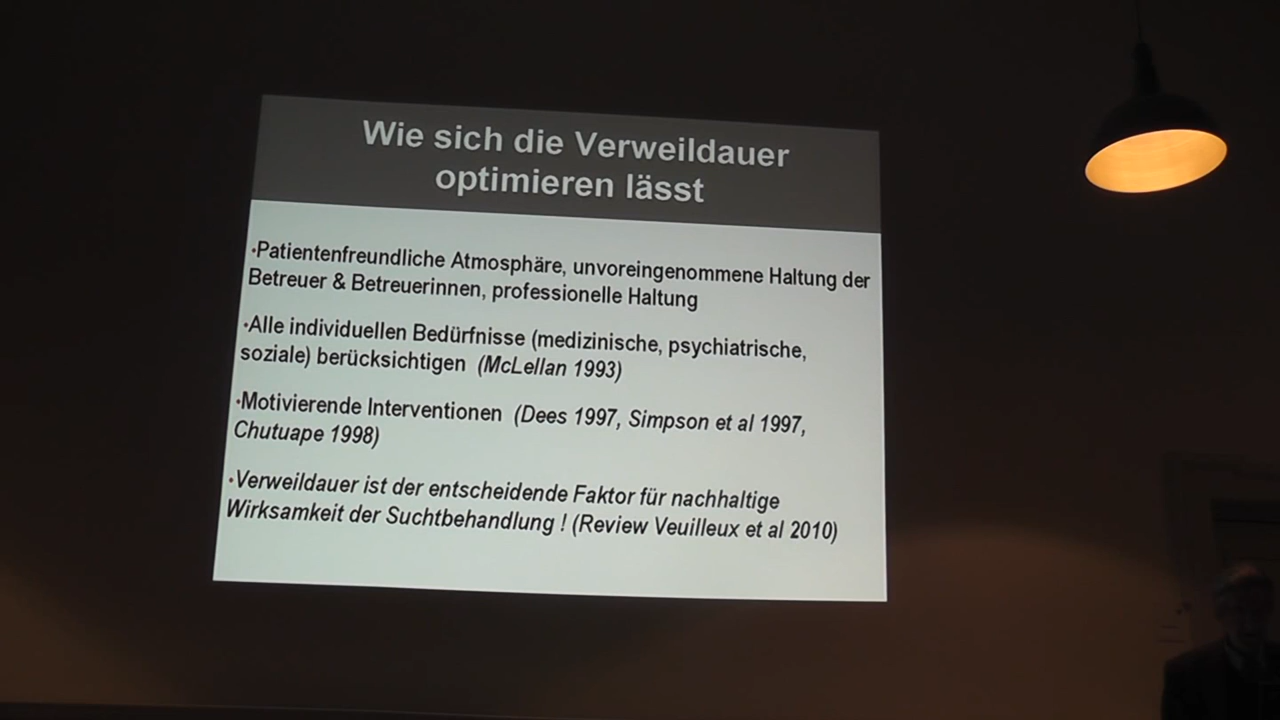 Wie sich die Verweildauer
optimieren lässt
•Patientenfreundliche Atmosphäre, unvoreingenommene Haltung der
Betreuer & Betreuerinnen, professionelle Haltung
•Alle individuellen Bedürfnisse (medizinische, psychiatrische,
soziale) berücksichtigen (McLellan 1993)
•Motivierende Interventionen (Dees 1997, Simpson et al 1997,
Chutuape 1998)
•Verweildauer ist der entscheidende Faktor für nachhaltige
Wirksamkeit der Suchtbehandlung ! (Review Veuilleux et al 2010)